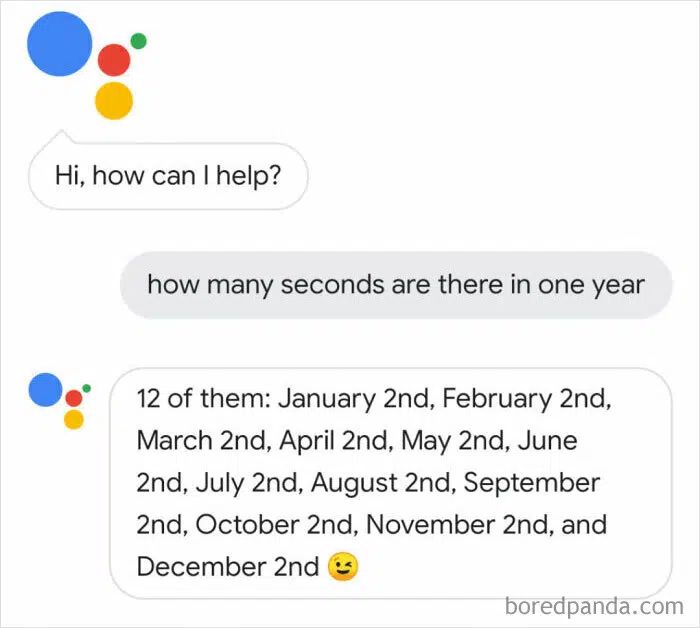 Hi, how can I help?
how many seconds are there in one year
12 of them: January 2nd, February 2nd,
March 2nd, April 2nd, May 2nd, June
2nd, July 2nd, August 2nd, September
2nd, October 2nd, November 2nd, and
December 2nd 😉
boredpanda.com